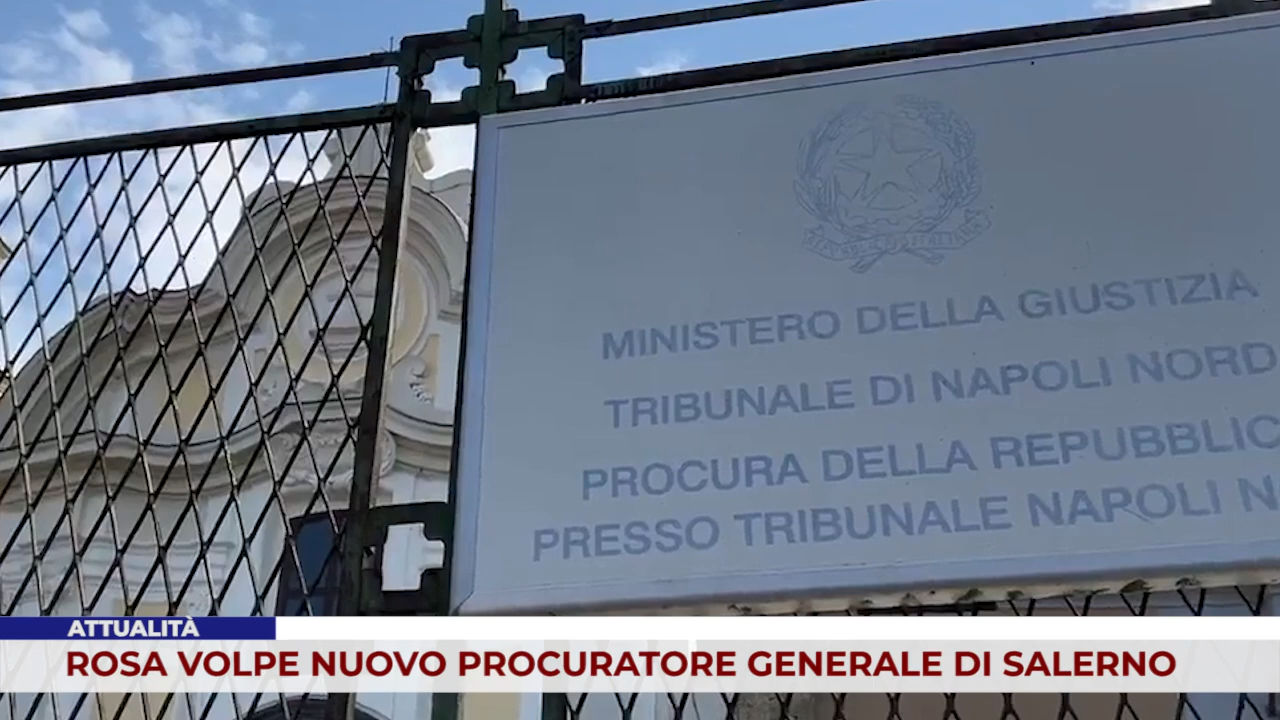 MINISTERO DELLA GIUSTIZIA
TRIBUNALE DI NAPOLI NORD
PROCURA DELLA REPUBBLIC
PRESSO TRIBUNALE NAPOLI N
ATTUALITÀ
ROSA VOLPE NUOVO PROCURATORE GENERALE DI SALERNO